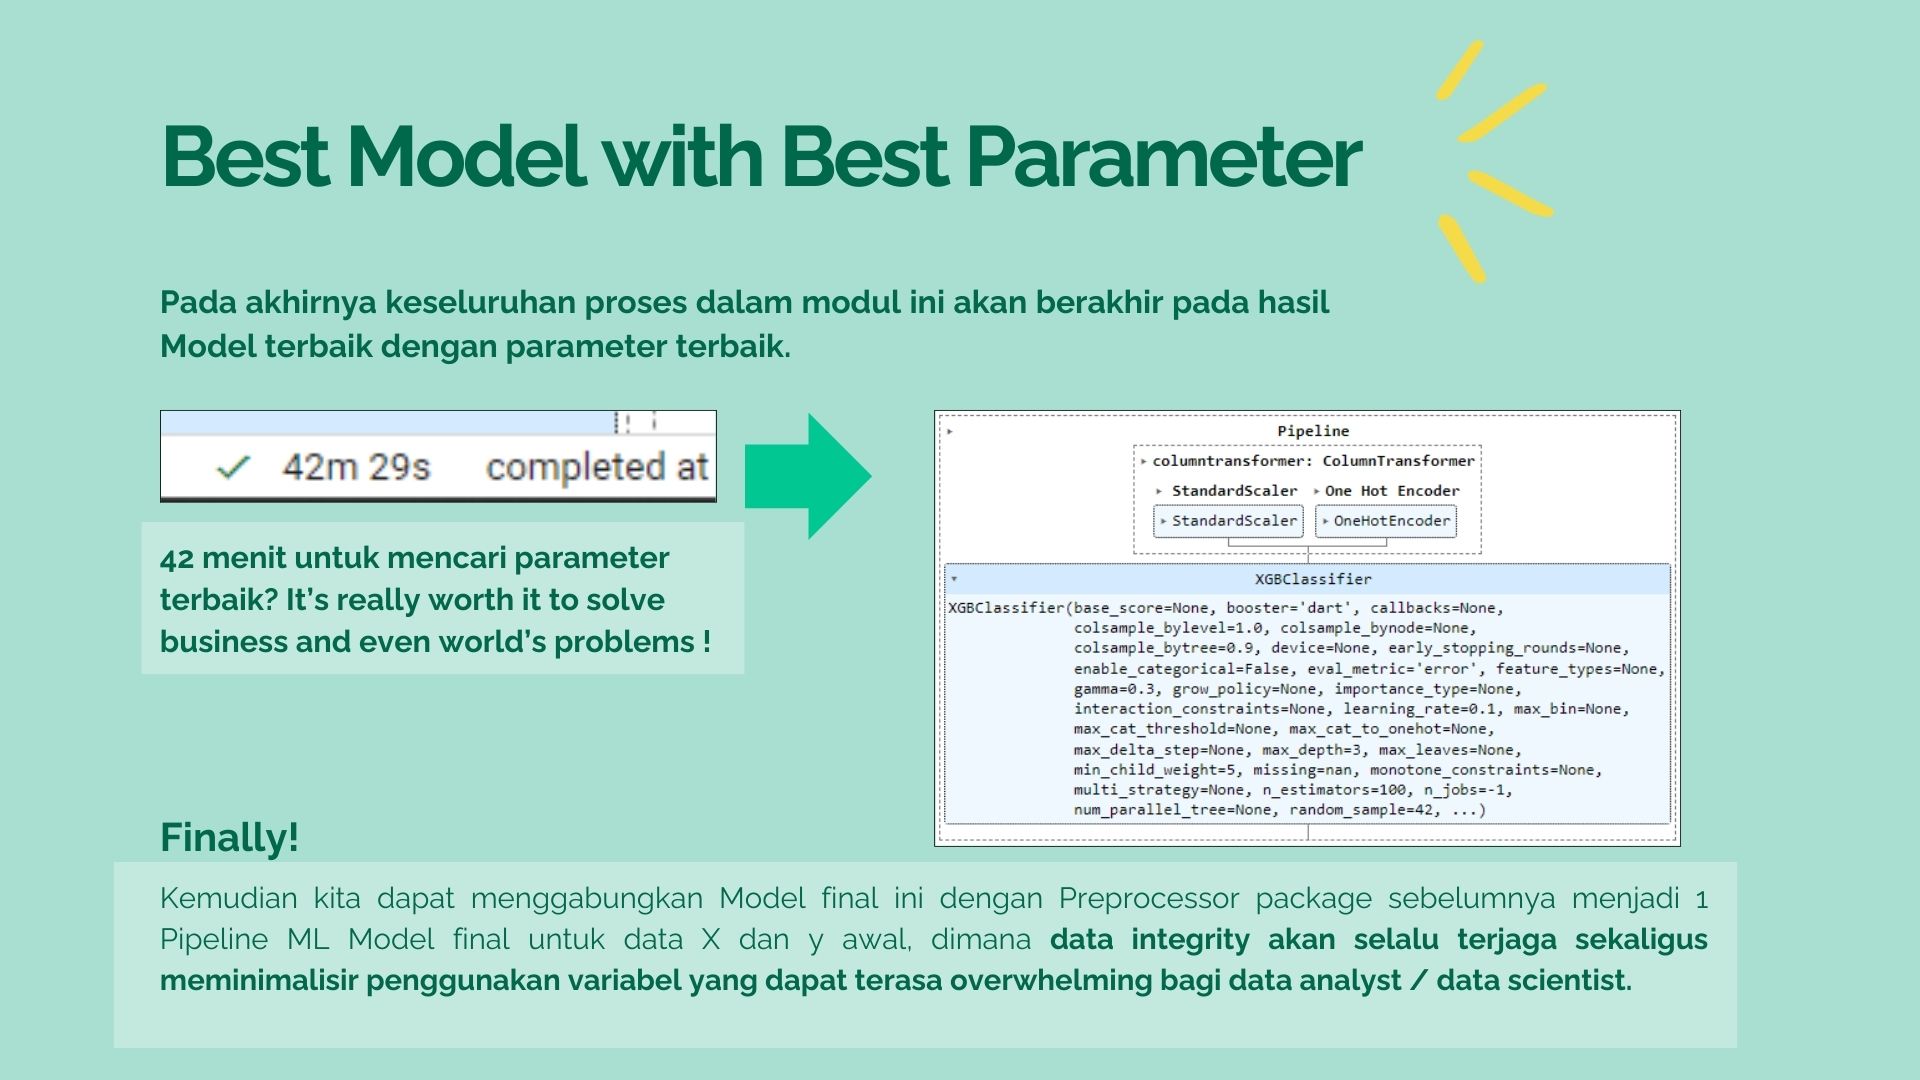 Best Model with Best Parameter
Pada akhirnya keseluruhan proses dalam modul ini akan berakhir pada hasil
Model terbaik dengan parameter terbaik.
42m 29s completed at
42 menit untuk mencari parameter
terbaik? It's really worth it to solve
business and even world's problems !
Pipeline
columntransformer: ColumnTransformer
StandardScaler One Hot Encoder
StandardScaler OneHotEncoder
XGBClassifier
XGBClassifier(base_score=None, booster='dart', callbacks=None,
colsample_bylevel=1.0, colsample_bynode=None,
colsample_bytree=0.9, device=None, early_stopping_rounds=None,
enable_categorical=False, eval_metric='error', feature_types=None,
gamma=0.3, grow_policy=None, importance_type=None,
interaction_constraints=None, learning_rate=0.1, max_bin=None,
max_cat_threshold=None, max_cat_to_onehot=None,
max_delta_step=None, max_depth=3, max_leaves=None,
min_child_weight=5, missing=nan, monotone_constraints=None,
multi_strategy=None, n_estimators=100, n_jobs=-1,
num_parallel_tree=None, random_sample=42, ...)
Finally!
Kemudian kita dapat menggabungkan Model final ini dengan Preprocessor package sebelumnya menjadi 1
Pipeline ML Model final untuk data X dan y awal, dimana data integrity akan selalu terjaga sekaligus
meminimalisir penggunakan variabel yang dapat terasa overwhelming bagi data analyst / data scientist.